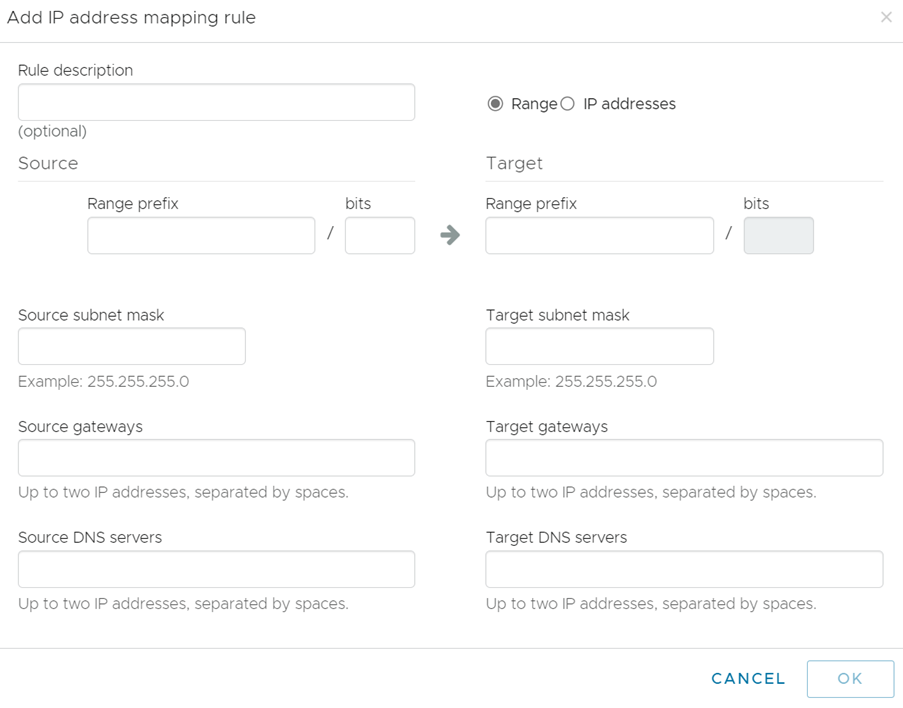 Add IP address mapping rule ×
Rule description
Range IP addresses
(optional)
Source Target
Range prefix bits Range prefix bits
/ /
Source subnet mask Target subnet mask
Example: 255.255.255.0 Example: 255.255.255.0
Source gateways Target gateways
Up to two IP addresses, separated by spaces. Up to two IP addresses, separated by spaces.
Source DNS servers Target DNS servers
Up to two IP addresses, separated by spaces. Up to two IP addresses, separated by spaces.
CANCEL OK